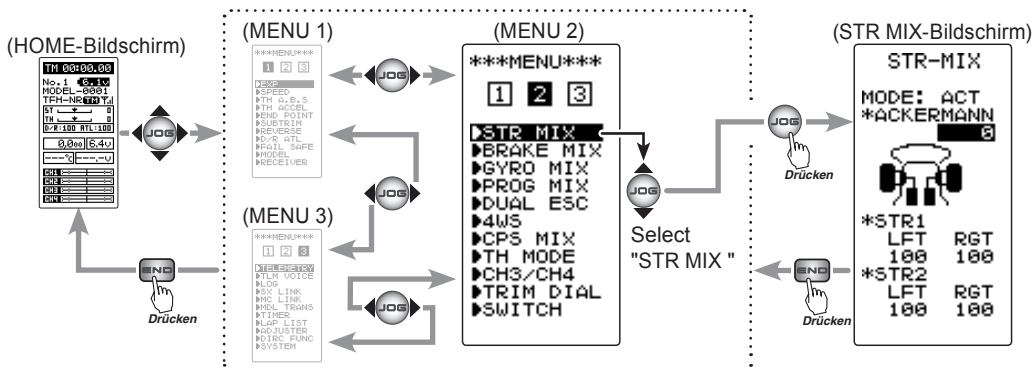 (HOME-Bildschirm)
TM 00:00.00
No.1 6.1v
MODEL-0001
TFH-NR TM
ST 0
TH 0
D/R:100 ATL:100
6.4v
----℃ --.--v
CH1
CH2
CH3
CH4
JOG
END
Drücken
(MENU 1)
***MENU***
1 2 3
EXP
SPEED
TH A.B.S
TH ACCEL
END POINT
SUBTRIM
REVERSE
D/R ATL
FAIL SAFE
MODEL
RECEIVER
JOG
JOG
(MENU 3)
***MENU***
1 2 3
TELEMETRY
TLM VOICE
LOG
SX LINK
MC LINK
MDL TRANS
TIMER
LAP LIST
ADJUSTER
DIRC FUNC
SYSTEM
JOG
(MENU 2)
***MENU***
1 2 3
STR MIX
BRAKE MIX
GYRO MIX
PROG MIX
DUAL ESC
4WS
CPS MIX
TH MODE
CH3/CH4
TRIM DIAL
SWITCH
JOG
Select
"STR MIX "
JOG
Drücken
END
Drücken
(STR MIX-Bildschirm)
STR-MIX
MODE: ACT
*ACKERMANN
0
*STR1
LFT RGT
100 100
*STR2
LFT RGT
100 100